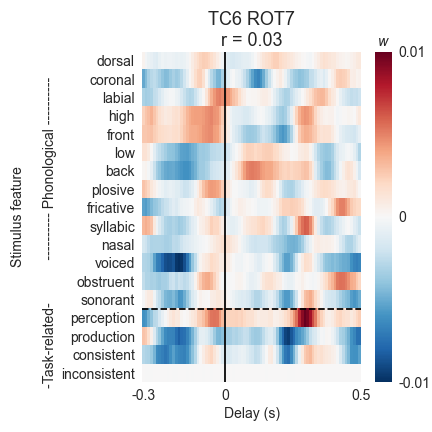 TC6 ROT7
r = 0.03
w
dorsal
coronal
labial
high
front
low
back
plosive
fricative
syllabic
nasal
voiced
obstruent
sonorant
perception
production
consistent
inconsistent
Stimulus feature
---------- Phonological ----------
-Task-related-
0.01
0
-0.01
-0.3
0
0.5
Delay (s)